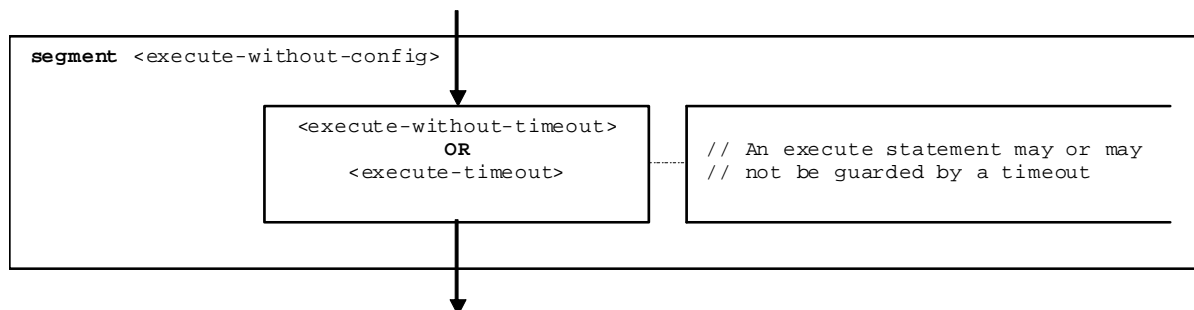 segment <execute-without-config>
<execute-without-timeout>
OR
<execute-timeout>
// An execute statement may or may
// not be guarded by a timeout